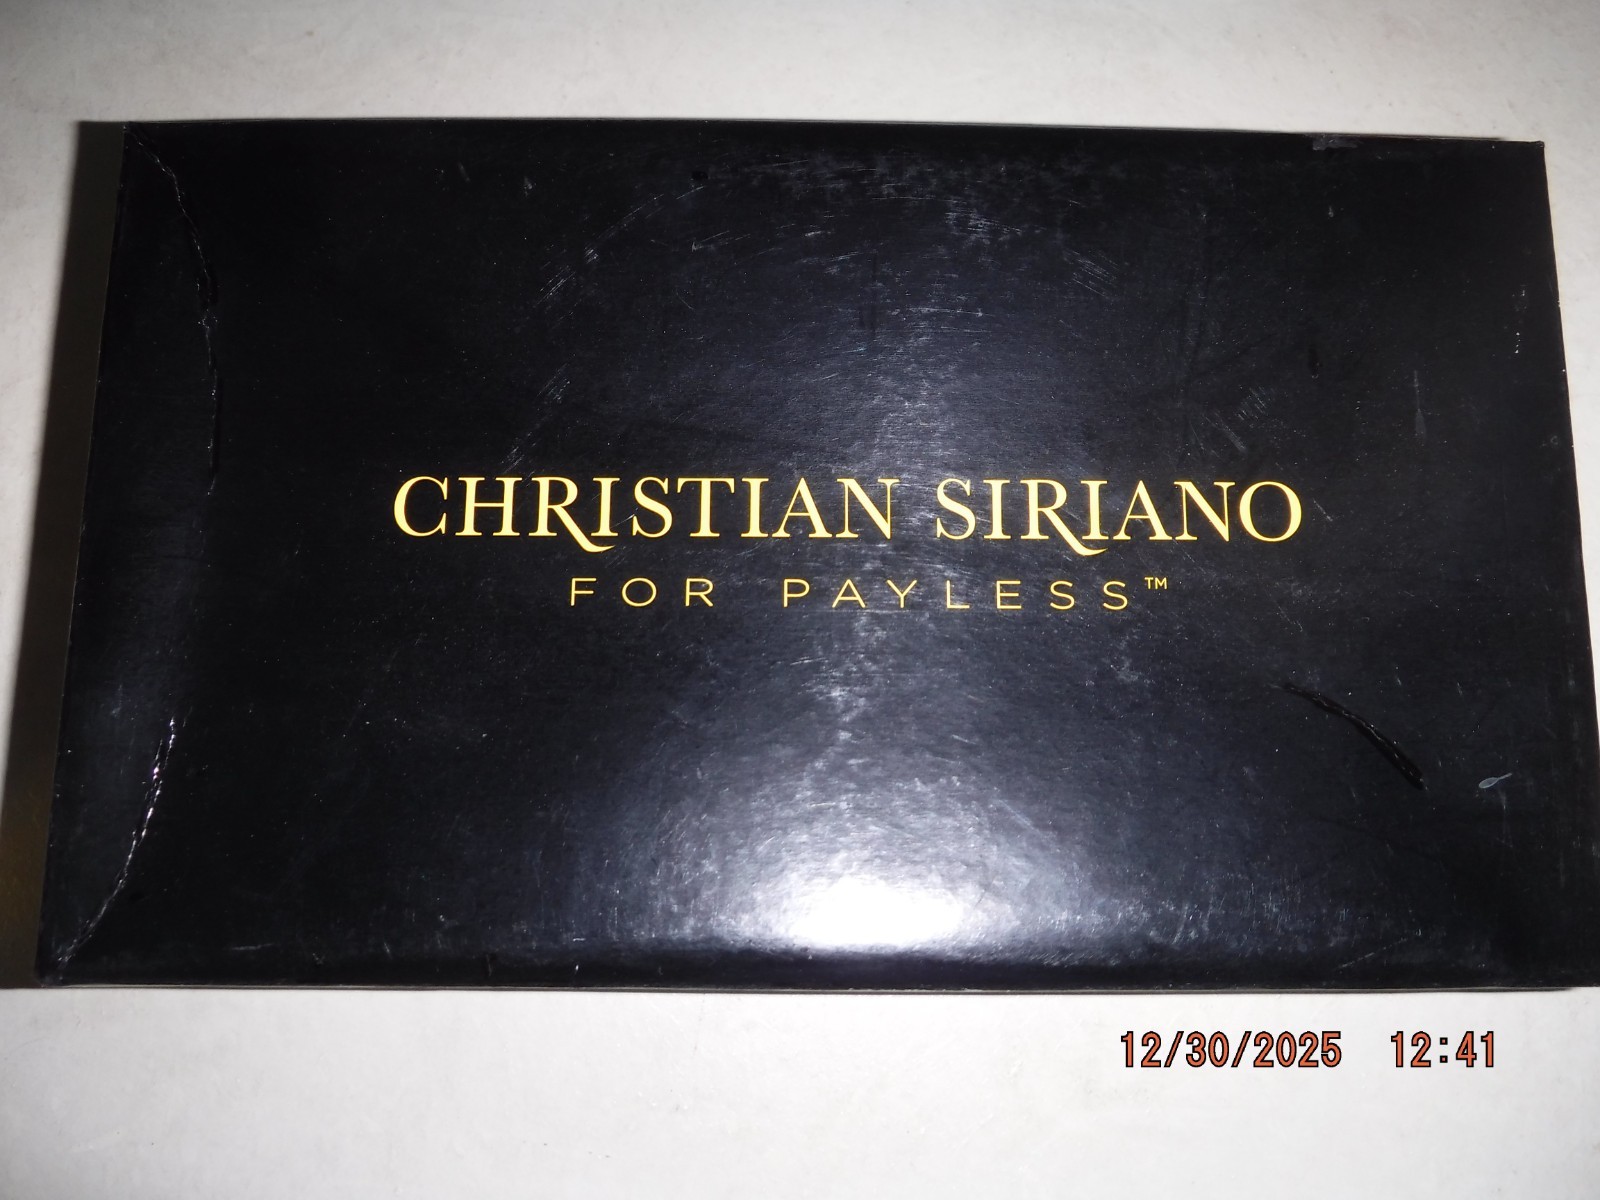 CHRISTIAN SIRIANO
FOR PAYLESS™
12/30/2025 12:41